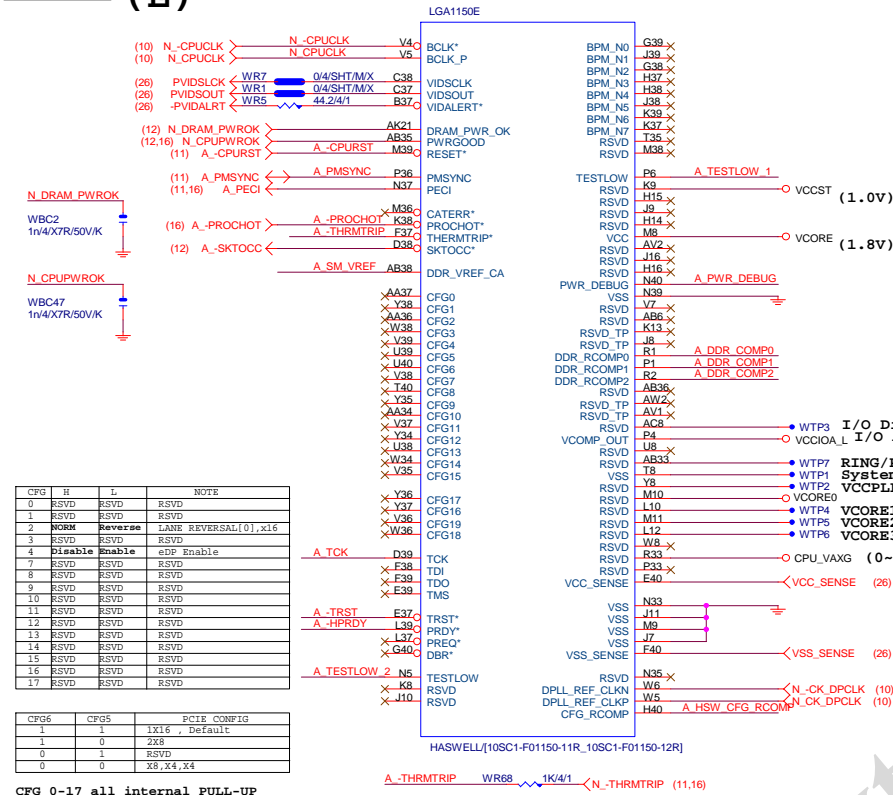 (E)
LGA1150E
(10) N_-CPUCLK N_-CPUCLK V4 BCLK* BPM_N0 G39
(10) N_CPUCLK N_CPUCLK V5 BCLK_P BPM_N1 J39
BPM_N2 G38
(26) PVIDSLCK WR7 0/4/SHT/M/X C38 VIDSCLK BPM_N3 H37
(26) PVIDSOUT WR1 0/4/SHT/M/X C37 VIDSOUT BPM_N4 H38
(26) -PVIDALRT WR5 44.2/4/1 B37 VIDALERT* BPM_N5 J38
BPM_N6 K39
(12) N_DRAM_PWROK AK21 DRAM_PWR_OK BPM_N7 K37
(12,16) N_CPUPWROK AB35 PWRGOOD RSVD T35
(11) A_-CPURST A_-CPURST M39 RESET* RSVD M38
(11) A_PMSYNC A_PMSYNC P36 PMSYNC TESTLOW P6 A_TESTLOW_1
(11,16) A_PECI N37 PECI RSVD K9 VCCST (1.0V)
RSVD H15
M36 CATERR* RSVD J9
(16) A_-PROCHOT A_-PROCHOT K38 PROCHOT* RSVD H14
A_-THRMTRIP F37 THERMTRIP* VCC M8 VCORE (1.8V)
(12) A_-SKTOCC D38 SKTOCC* RSVD AV2
RSVD J16
A_SM_VREF AB38 DDR_VREF_CA RSVD H16
PWR_DEBUG N40 A_PWR_DEBUG
AA37 CFG0 VSS N39
Y38 CFG1 RSVD V7
AA36 CFG2 RSVD AB6
W38 CFG3 RSVD_TP K13
V39 CFG4 RSVD_TP J8
U39 CFG5 DDR_RCOMP0 R1 A_DDR_COMP0
U40 CFG6 DDR_RCOMP1 P1 A_DDR_COMP1
V38 CFG7 DDR_RCOMP2 R2 A_DDR_COMP2
T40 CFG8 RSVD AB36
Y35 CFG9 RSVD_TP AW2
AA34 CFG10 RSVD_TP AV1
V37 CFG11 RSVD AC8 WTP3 I/O Di
Y34 CFG12 VCOMP_OUT P4 VCCIOA_L I/O
U38 CFG13 RSVD U8
W34 CFG14 RSVD AB33 WTP7 RING/
V35 CFG15 VSS T8 WTP1 System
RSVD Y8 WTP2 VCCPLL
Y36 CFG17 RSVD M10 VCORE0
Y37 CFG16 RSVD L10 WTP4 VCORE1
V36 CFG19 RSVD M11 WTP5 VCORE2
W36 CFG18 RSVD L12 WTP6 VCORE3
RSVD W8
A_TCK D39 TCK RSVD R33 CPU_VAXG (0~
F38 TDI RSVD P33
F39 TDO VCC_SENSE E40 VCC_SENSE (26)
E39 TMS
A_-TRST E37 TRST* VSS N33
A_-HPRDY L39 PRDY* VSS J11
L37 PREQ* VSS M9
G40 DBR* VSS J7
VSS_SENSE F40 VSS_SENSE (26)
A_TESTLOW_2 N5 TESTLOW RSVD N35
K8 RSVD DPLL_REF_CLKN W6 N_-CK_DPCLK (10)
J10 RSVD DPLL_REF_CLKP W5 N_CK_DPCLK (10)
CFG_RCOMP H40 A_HSW_CFG_RCOMP
HASWELL/[10SC1-F01150-11R_10SC1-F01150-12R]
A_-THRMTRIP WR68 1K/4/1 N_-THRMTRIP (11,16)
N_DRAM_PWROK
WBC2
1n/4/X7R/50V/K
N_CPUPWROK
WBC47
1n/4/X7R/50V/K
CFG H L NOTE
0 RSVD RSVD RSVD
1 RSVD RSVD RSVD
2 NORM Reverse LANE REVERSAL[0],x16
3 RSVD RSVD RSVD
4 Disable Enable eDP Enable
7 RSVD RSVD RSVD
8 RSVD RSVD RSVD
9 RSVD RSVD RSVD
10 RSVD RSVD RSVD
11 RSVD RSVD RSVD
12 RSVD RSVD RSVD
13 RSVD RSVD RSVD
14 RSVD RSVD RSVD
15 RSVD RSVD RSVD
16 RSVD RSVD RSVD
17 RSVD RSVD RSVD
CFG6 CFG5 PCIE CONFIG
1 1 1X16 , Default
1 0 2X8
0 1 RSVD
0 0 X8,X4,X4
CFG 0-17 all internal PULL-UP